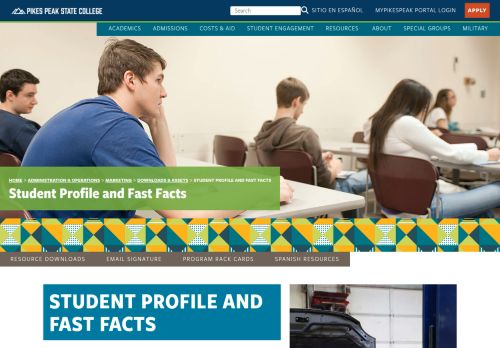 PIKES PEAK STATE COLLEGE
Search
SITIO EN ESPAÑOL
MYPIKESPEAK PORTAL LOGIN
APPLY
ACADEMICS ADMISSIONS COSTS & AID STUDENT ENGAGEMENT RESOURCES ABOUT SPECIAL GROUPS MILITARY
HOME > ADMINISTRATION & OPERATIONS > MARKETING > DOWNLOADS & ASSETS > STUDENT PROFILE AND FAST FACTS
Student Profile and Fast Facts
RESOURCE DOWNLOADS EMAIL SIGNATURE PROGRAM RACK CARDS SPANISH RESOURCES
STUDENT PROFILE AND
FAST FACTS